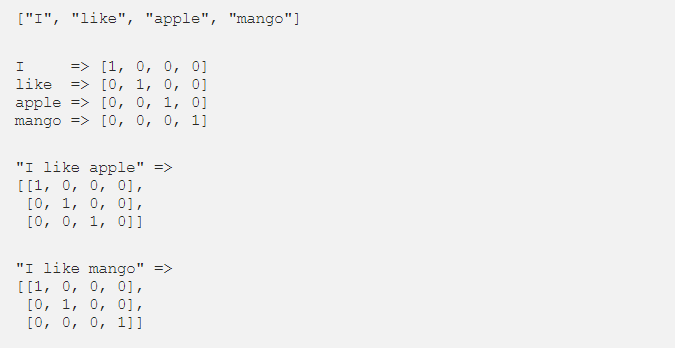 ["I", "like", "apple", "mango"]
I     => [1, 0, 0, 0]
like  => [0, 1, 0, 0]
apple => [0, 0, 1, 0]
mango => [0, 0, 0, 1]
"I like apple" =>
[[1, 0, 0, 0],
 [0, 1, 0, 0],
 [0, 0, 1, 0]]
"I like mango" =>
[[1, 0, 0, 0],
 [0, 1, 0, 0],
 [0, 0, 0, 1]]